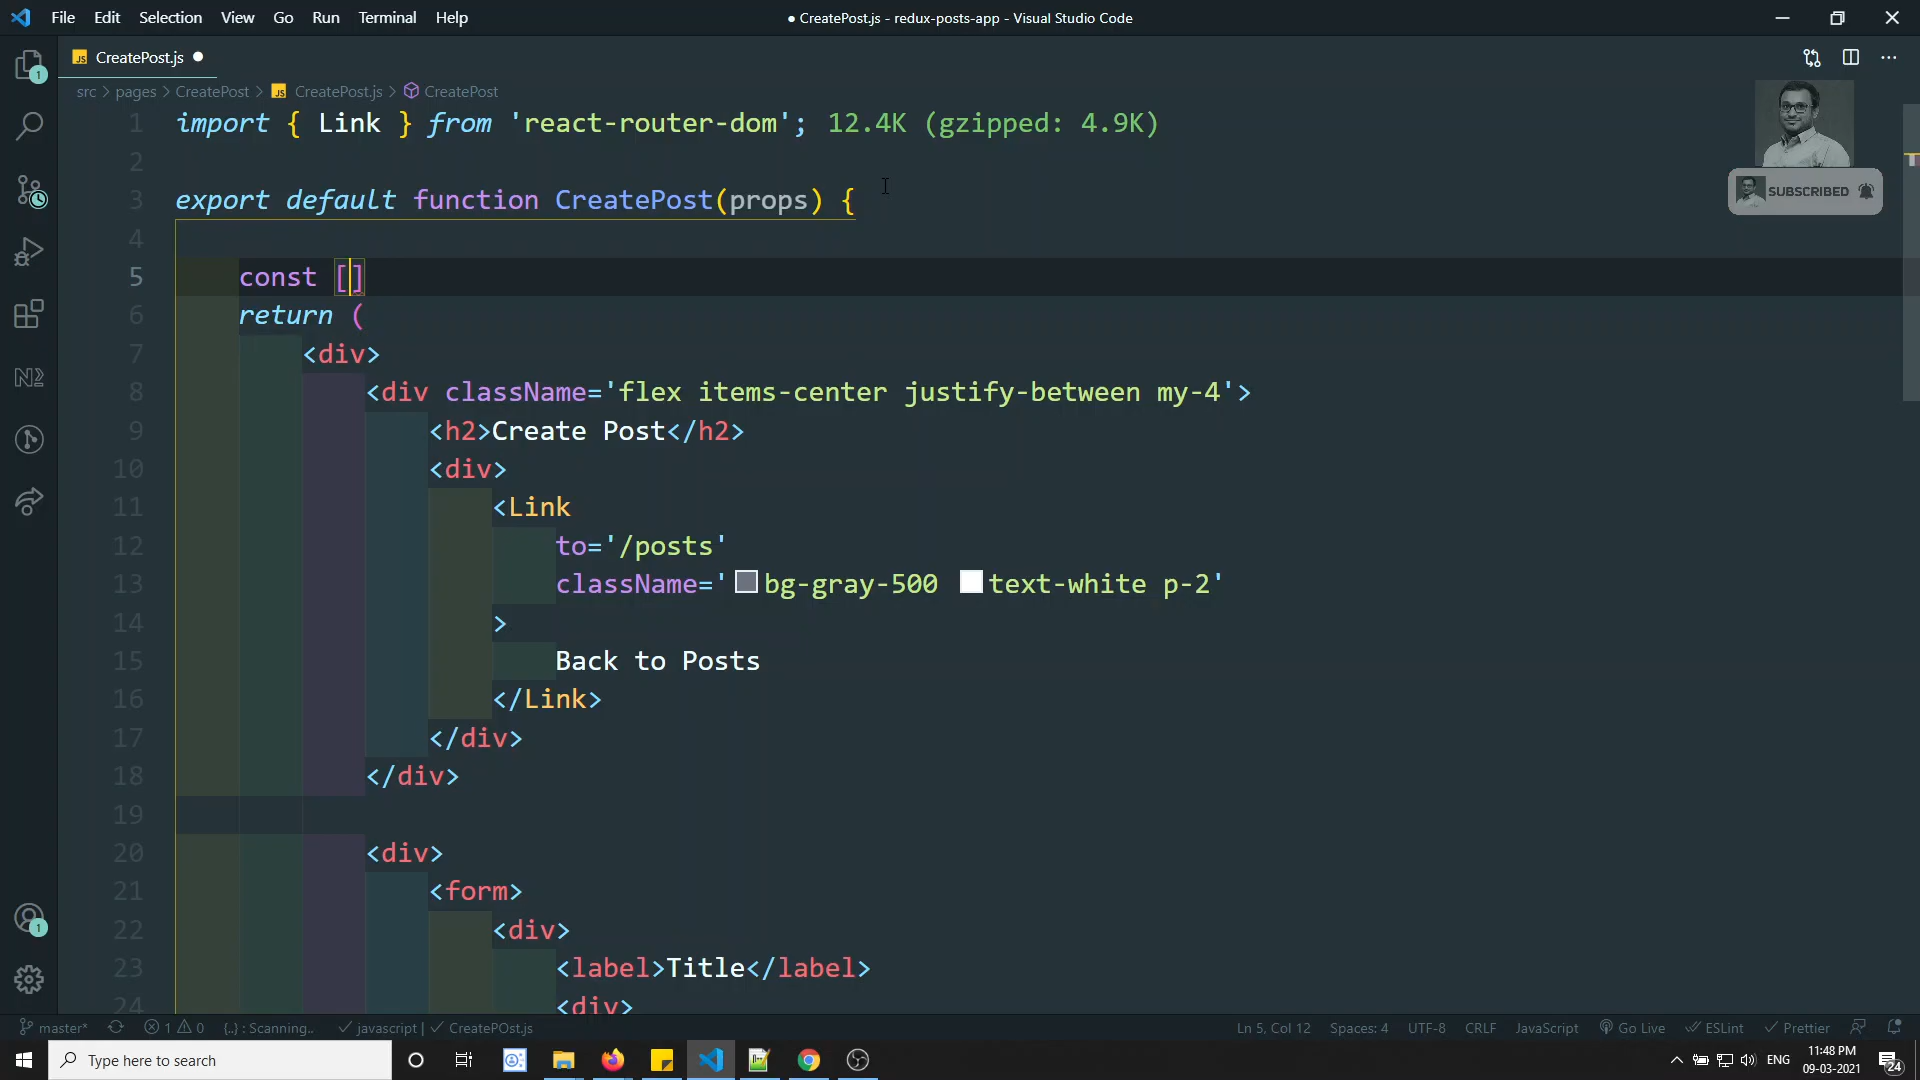 File Edit Selection View Go Run Terminal Help
● CreatePost.js - redux-posts-app - Visual Studio Code
JS CreatePost.js ●
src > pages > CreatePost > JS CreatePost.js > CreatePost
1 import { Link } from 'react-router-dom'; 12.4K (gzipped: 4.9K)
2
3 export default function CreatePost(props) {
4
5 const []
6 return (
7 <div>
8 <div className='flex items-center justify-between my-4'>
9 <h2>Create Post</h2>
10 <div>
11 <Link
12 to='/posts'
13 className='bg-gray-500 text-white p-2'
14 >
15 Back to Posts
16 </Link>
17 </div>
18 </div>
19
20 <div>
21 <form>
22 <div>
23 <label>Title</label>
24 <div>
SUBSCRIBED
1
1
master* 1 0 {..} : Scanning.. javascript | CreatePOst.js
Ln 5, Col 12 Spaces: 4 UTF-8 CRLF JavaScript Go Live ESLint Prettier
Type here to search
ENG
11:48 PM
09-03-2021
24